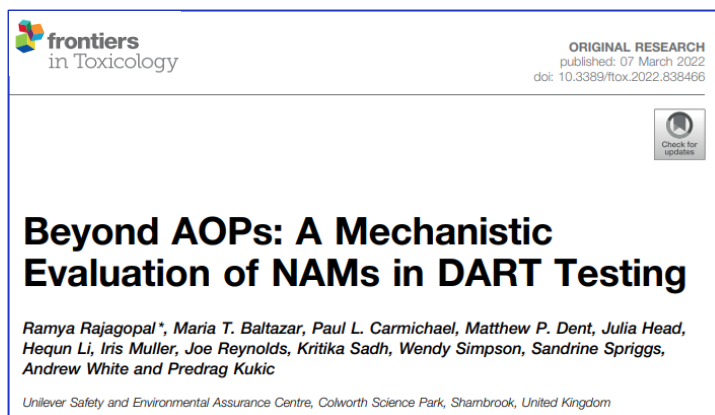 frontiers
in Toxicology
ORIGINAL RESEARCH
published: 07 March 2022
doi: 10.3389/ftox.2022.838466
Check for
updates
Beyond AOPs: A Mechanistic
Evaluation of NAMs in DART Testing
Ramya Rajagopal*, Maria T. Baltazar, Paul L. Carmichael, Matthew P. Dent, Julia Head,
Hequn Li, Iris Muller, Joe Reynolds, Kritika Sadh, Wendy Simpson, Sandrine Spriggs,
Andrew White and Predrag Kukic
Unilever Safety and Environmental Assurance Centre, Colworth Science Park, Sharnbrook, United Kingdom